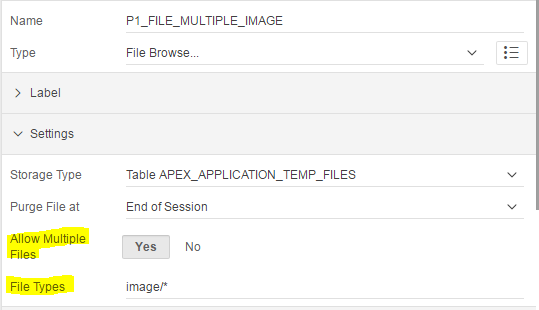 Name P1_FILE_MULTIPLE_IMAGE
Type File Browse...
Label
Settings
Storage Type Table APEX_APPLICATION_TEMP_FILES
Purge File at End of Session
Allow Multiple
Files Yes No
File Types image/*